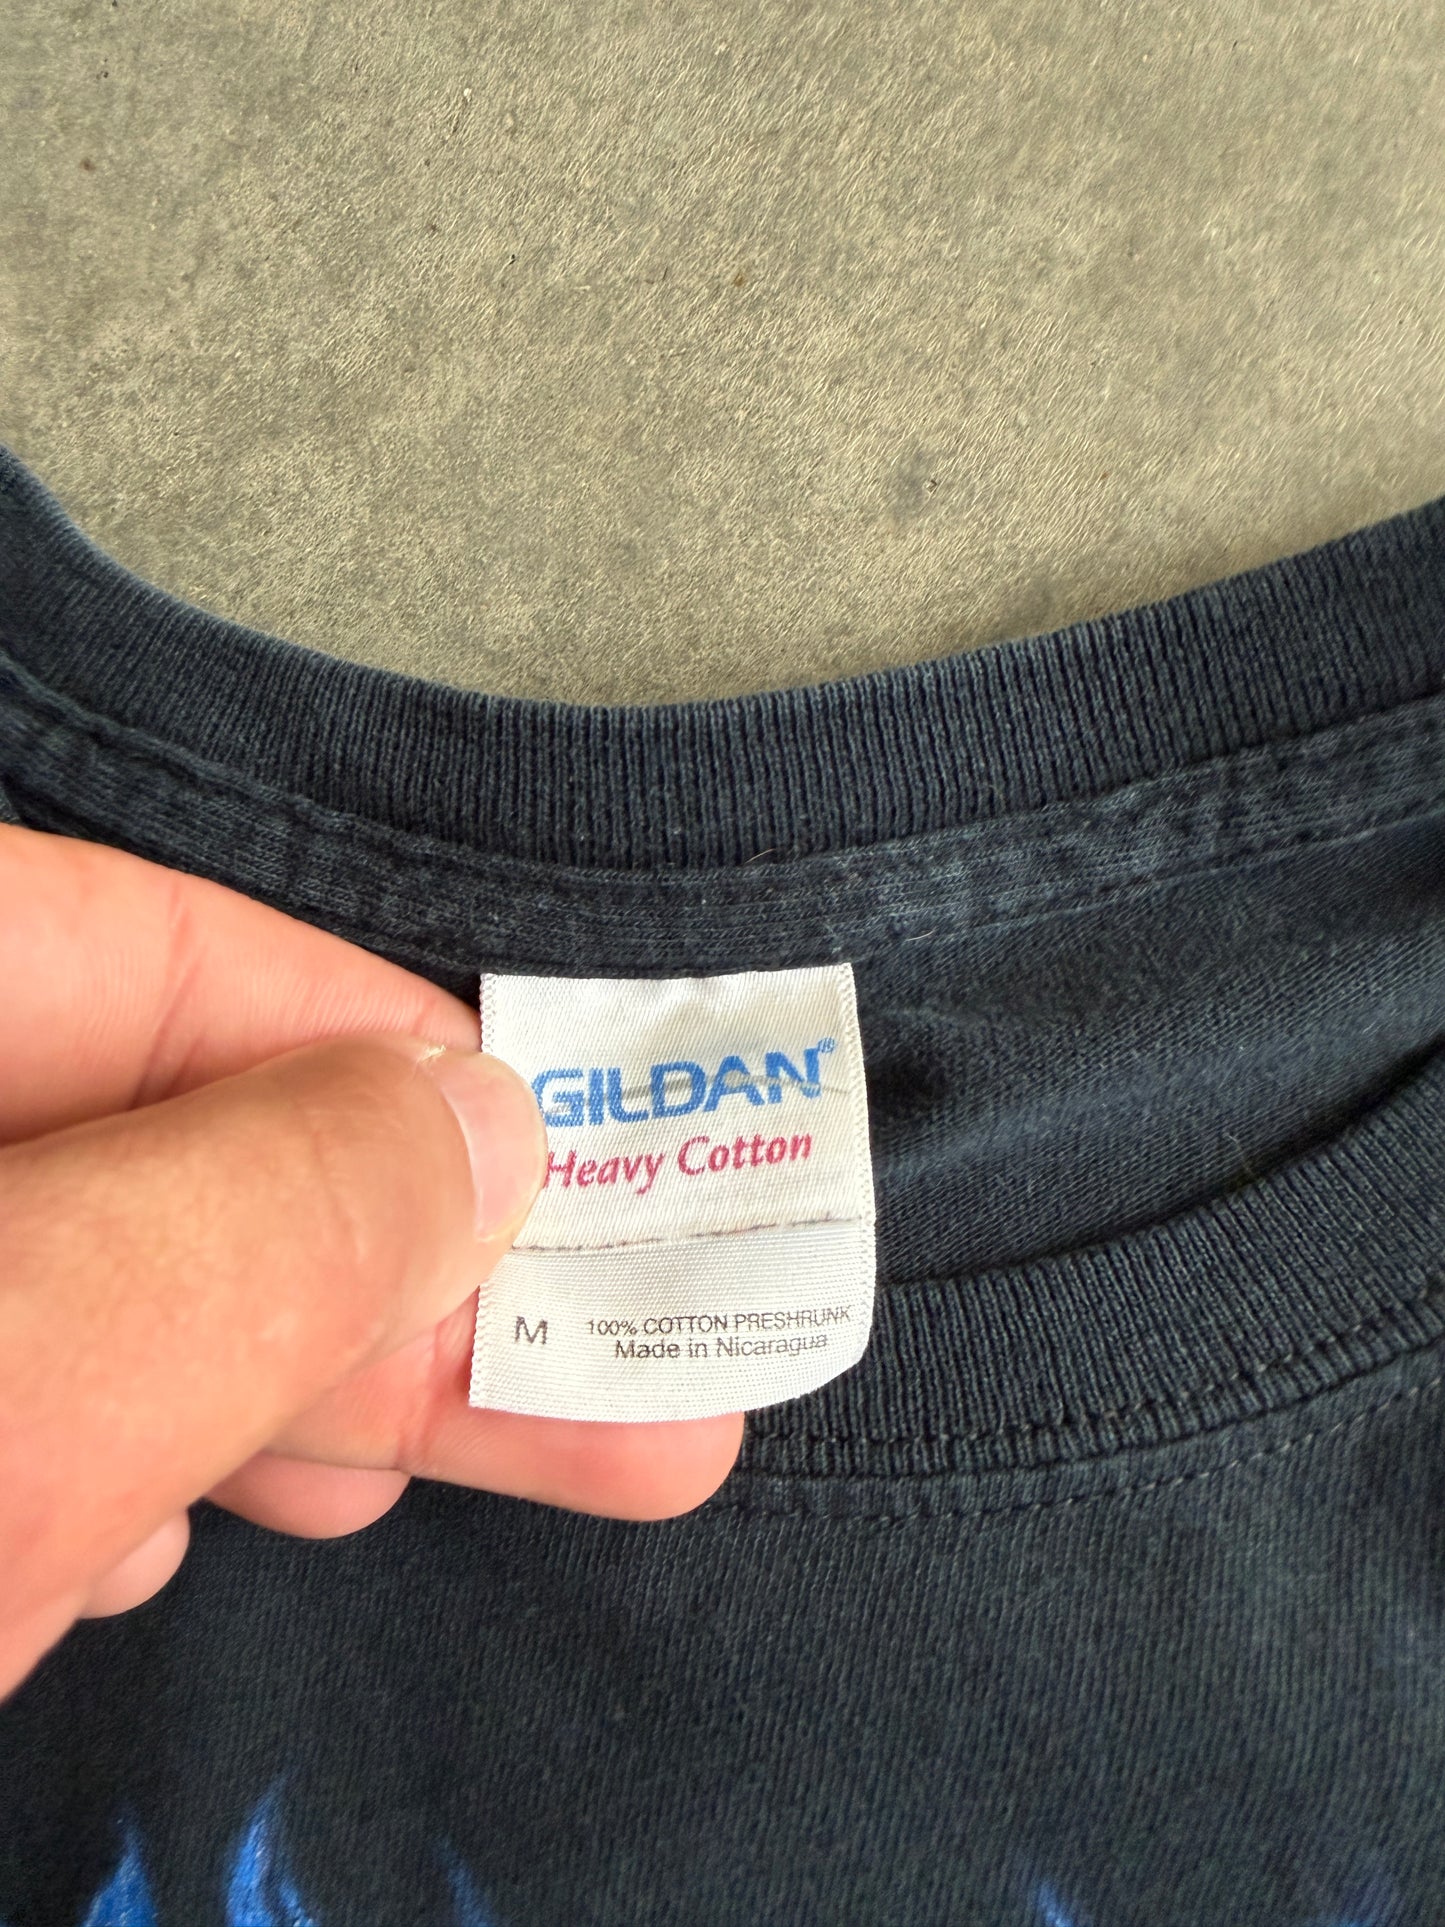 GILDAN®
Heavy Cotton
M 100% COTTON PRESHRUNK
Made in Nicaragua